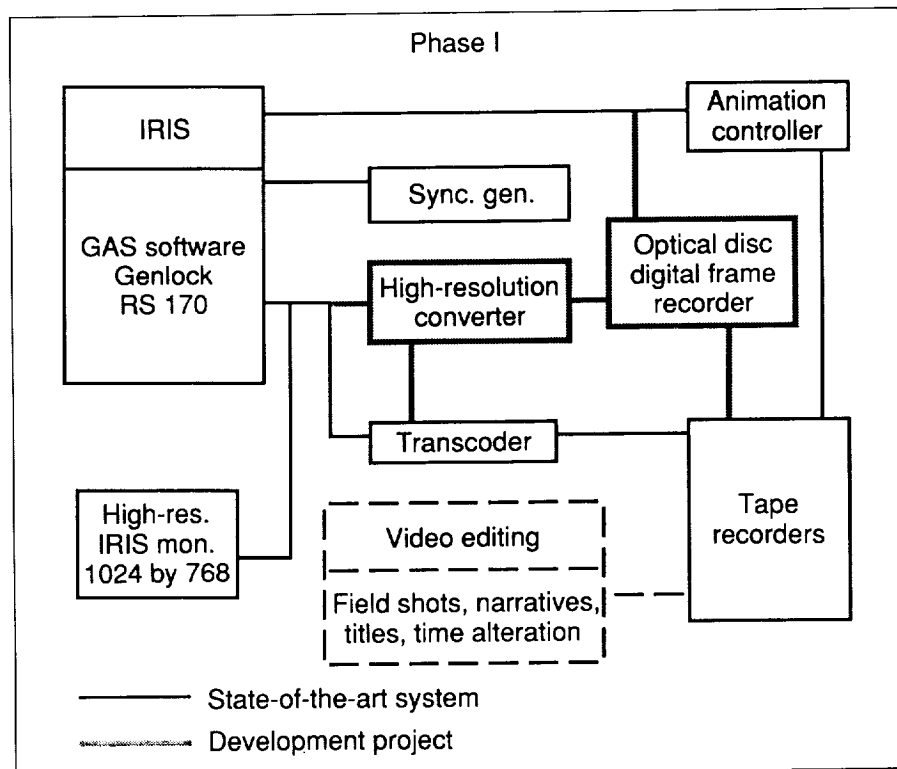 Phase I
IRIS
GAS software
Genlock
RS 170
Animation
controller
Sync. gen.
High-resolution
converter
Optical disc
digital frame
recorder
Transcoder
High-res.
IRIS mon.
1024 by 768
Video editing
Field shots, narratives,
titles, time alteration
Tape
recorders
State-of-the-art system
Development project